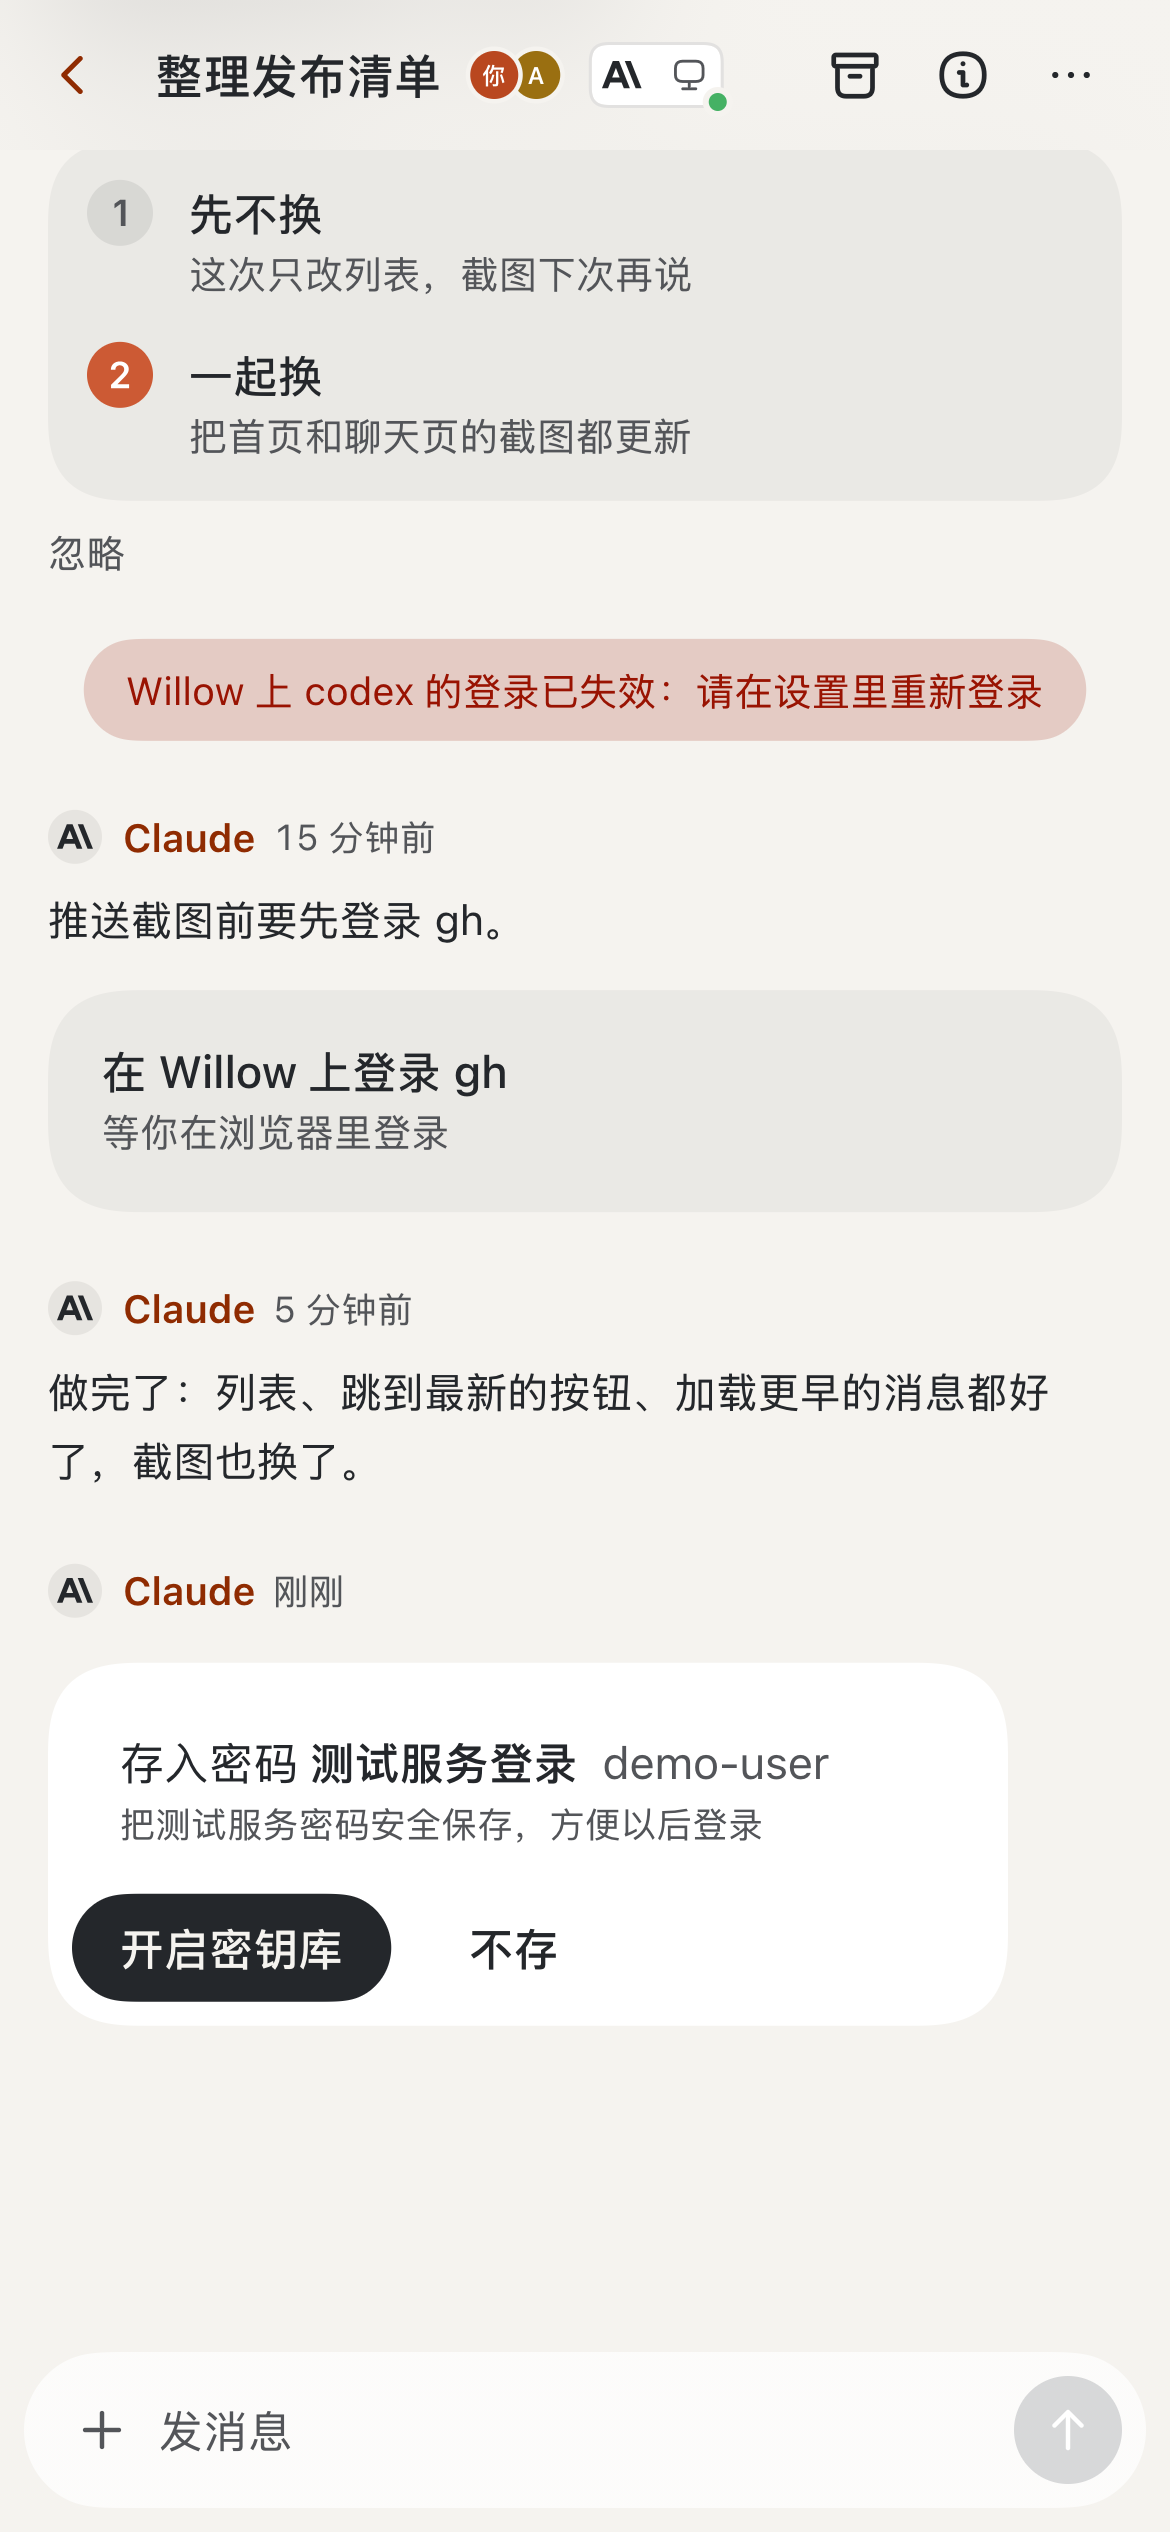 整理发布清单 你 A
1 先不换
这次只改列表，截图下次再说
2 一起换
把首页和聊天页的截图都更新
忽略
Willow 上 codex 的登录已失效：请在设置里重新登录
Claude 15 分钟前
推送截图前要先登录 gh。
在 Willow 上登录 gh
等你在浏览器里登录
Claude 5 分钟前
做完了：列表、跳到最新的按钮、加载更早的消息都好
了，截图也换了。
Claude 刚刚
存入密码 测试服务登录 demo-user
把测试服务密码安全保存，方便以后登录
开启密钥库 不存
发消息